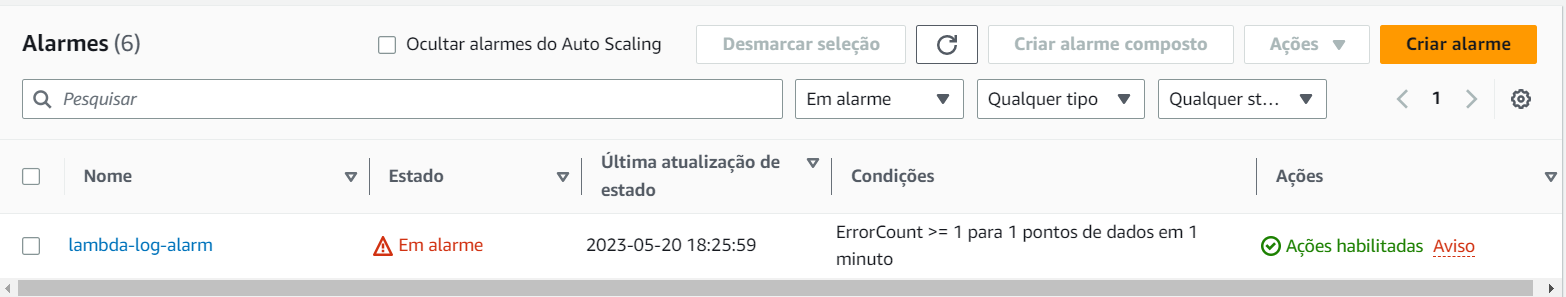 Alarmes (6)
Ocultar alarmes do Auto Scaling
Desmarcar seleção
Criar alarme composto
Ações
Criar alarme
Pesquisar
Em alarme
Qualquer tipo
Qualquer st...
1
Nome
Estado
Última atualização de
estado
Condições
Ações
lambda-log-alarm
Em alarme
2023-05-20 18:25:59
ErrorCount >= 1 para 1 pontos de dados em 1
minuto
Ações habilitadas
Aviso